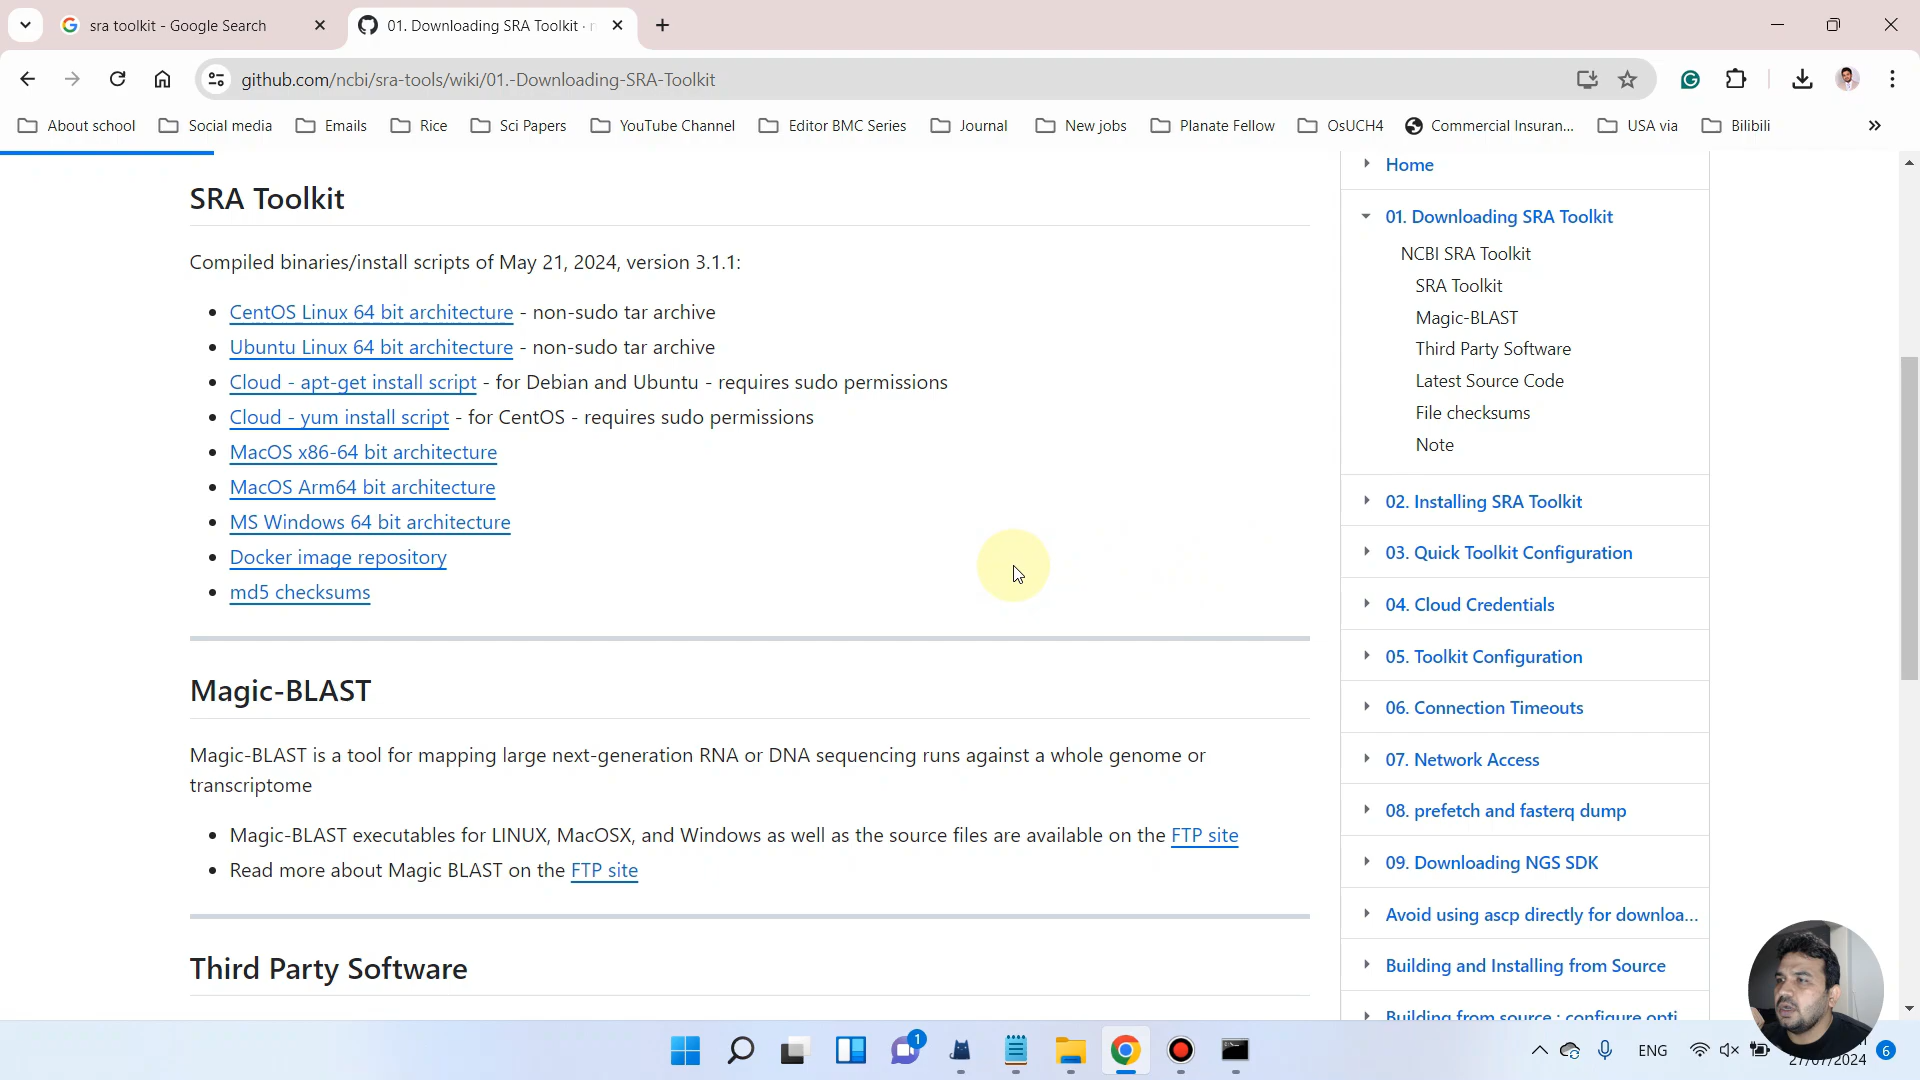 sra toolkit - Google Search
01. Downloading SRA Toolkit ·
github.com/ncbi/sra-tools/wiki/01.-Downloading-SRA-Toolkit
About school
Social media
Emails
Rice
Sci Papers
YouTube Channel
Editor BMC Series
Journal
New jobs
Planate Fellow
OsUCH4
Commercial Insuran...
USA via
Bilibili
SRA Toolkit
Compiled binaries/install scripts of May 21, 2024, version 3.1.1:
CentOS Linux 64 bit architecture - non-sudo tar archive
Ubuntu Linux 64 bit architecture - non-sudo tar archive
Cloud - apt-get install script - for Debian and Ubuntu - requires sudo permissions
Cloud - yum install script - for CentOS - requires sudo permissions
MacOS x86-64 bit architecture
MacOS Arm64 bit architecture
MS Windows 64 bit architecture
Docker image repository
md5 checksums
Magic-BLAST
Magic-BLAST is a tool for mapping large next-generation RNA or DNA sequencing runs against a whole genome or
transcriptome
Magic-BLAST executables for LINUX, MacOSX, and Windows as well as the source files are available on the FTP site
Read more about Magic BLAST on the FTP site
Third Party Software
Home
01. Downloading SRA Toolkit
NCBI SRA Toolkit
SRA Toolkit
Magic-BLAST
Third Party Software
Latest Source Code
File checksums
Note
02. Installing SRA Toolkit
03. Quick Toolkit Configuration
04. Cloud Credentials
05. Toolkit Configuration
06. Connection Timeouts
07. Network Access
08. prefetch and fasterq dump
09. Downloading NGS SDK
Avoid using ascp directly for downloa...
Building and Installing from Source
Building from source : configure opti
1
ENG
27/07/2024
6